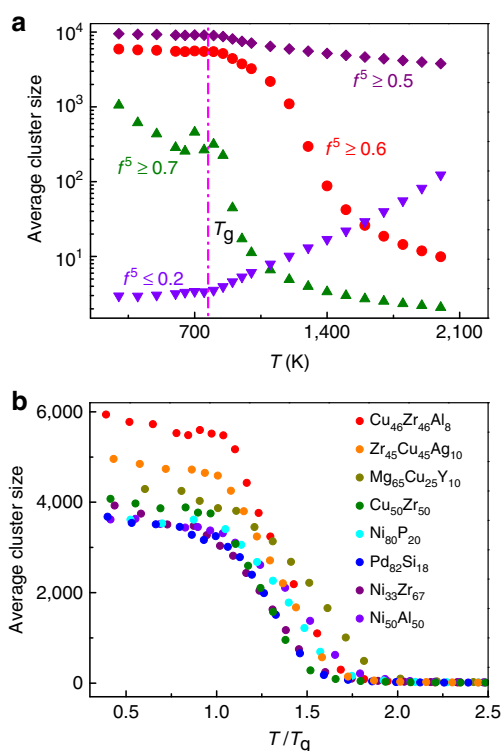 a
Average cluster size
10⁴
10³
10²
10¹
f⁵ ≥ 0.5
f⁵ ≥ 0.6
f⁵ ≥ 0.7
f⁵ ≤ 0.2
T_g
700
1,400
2,100
T (K)
b
Average cluster size
6,000
4,000
2,000
0
Cu₄₆Zr₄₆Al₈
Zr₄₅Cu₄₅Ag₁₀
Mg₆₅Cu₂₅Y₁₀
Cu₅₀Zr₅₀
Ni₈₀P₂₀
Pd₈₂Si₁₈
Ni₃₃Zr₆₇
Ni₅₀Al₅₀
0.5
1.0
1.5
2.0
2.5
T/T_g